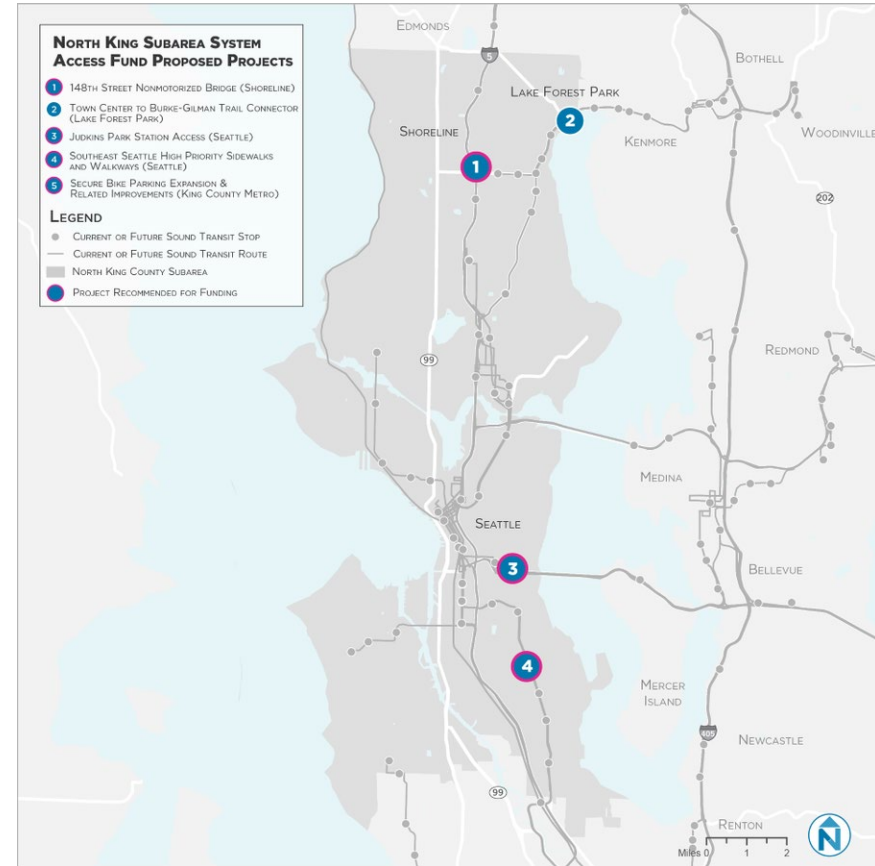 NORTH KING SUBAREA SYSTEM
ACCESS FUND PROPOSED PROJECTS
1 148TH STREET NONMOTORIZED BRIDGE (SHORELINE)
2 TOWN CENTER TO BURKE-GILMAN TRAIL CONNECTOR
(LAKE FOREST PARK)
3 JUDKINS PARK STATION ACCESS (SEATTLE)
4 SOUTHEAST SEATTLE HIGH PRIORITY SIDEWALKS
AND WALKWAYS (SEATTLE)
5 SECURE BIKE PARKING EXPANSION &
RELATED IMPROVEMENTS (KING COUNTY METRO)
LEGEND
CURRENT OR FUTURE SOUND TRANSIT STOP
CURRENT OR FUTURE SOUND TRANSIT ROUTE
NORTH KING COUNTY SUBAREA
PROJECT RECOMMENDED FOR FUNDING
EDMONDS
5
BOTHELL
LAKE FOREST PARK
2
SHORELINE
KENMORE
WOODINVILLE
1
202
REDMOND
99
MEDINA
SEATTLE
3
BELLEVUE
4
MERCER
ISLAND
405
NEWCASTLE
99
RENTON
Miles 0 1 2
N